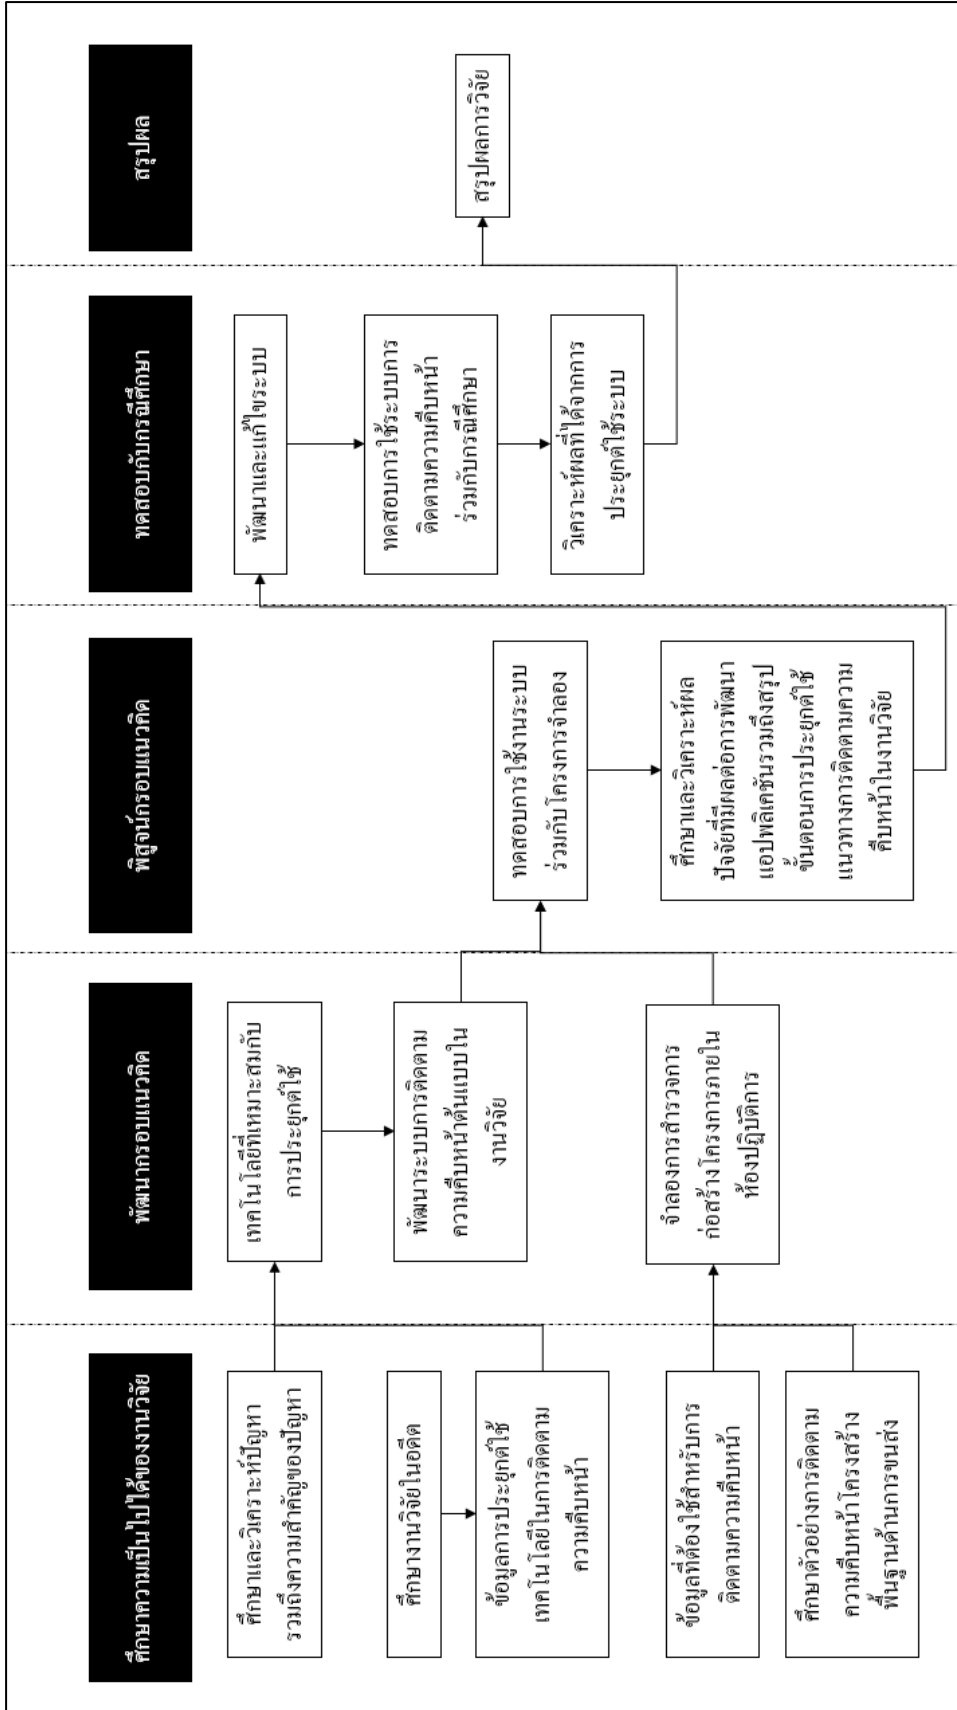 ศึกษาความเป็นไปได้ของงานวิจัย
ศึกษาและวิเคราะห์ปัญหา
รวมถึงความสำคัญของปัญหา
ศึกษางานวิจัยในอดีต
ข้อมูลการประยุกต์ใช้
เทคโนโลยีในการติดตาม
ความคืบหน้า
ข้อมูลที่ต้องใช้สำหรับการ
ติดตามความคืบหน้า
ศึกษาตัวอย่างการติดตาม
ความคืบหน้าโครงสร้าง
พื้นฐานด้านการขนส่ง
พัฒนากรอบแนวคิด
เทคโนโลยีที่เหมาะสมกับ
การประยุกต์ใช้
พัฒนาระบบการติดตาม
ความคืบหน้าต้นแบบใน
งานวิจัย
จำลองการสำรวจการ
ก่อสร้างโครงการภายใน
ห้องปฏิบัติการ
พิสูจน์กรอบแนวคิด
ทดสอบการใช้งานระบบ
ร่วมกับโครงการจำลอง
ศึกษาและวิเคราะห์ผล
ปัจจัยที่มีผลต่อการพัฒนา
แอปพลิเคชันรวมถึงสรุป
ขั้นตอนการประยุกต์ใช้
แนวทางการติดตามความ
คืบหน้าในงานวิจัย
ทดสอบกับกรณีศึกษา
พัฒนาและแก้ไขระบบ
ทดสอบการใช้ระบบการ
ติดตามความคืบหน้า
ร่วมกับกรณีศึกษา
วิเคราะห์ผลที่ได้จากการ
ประยุกต์ใช้ระบบ
สรุปผล
สรุปผลการวิจัย